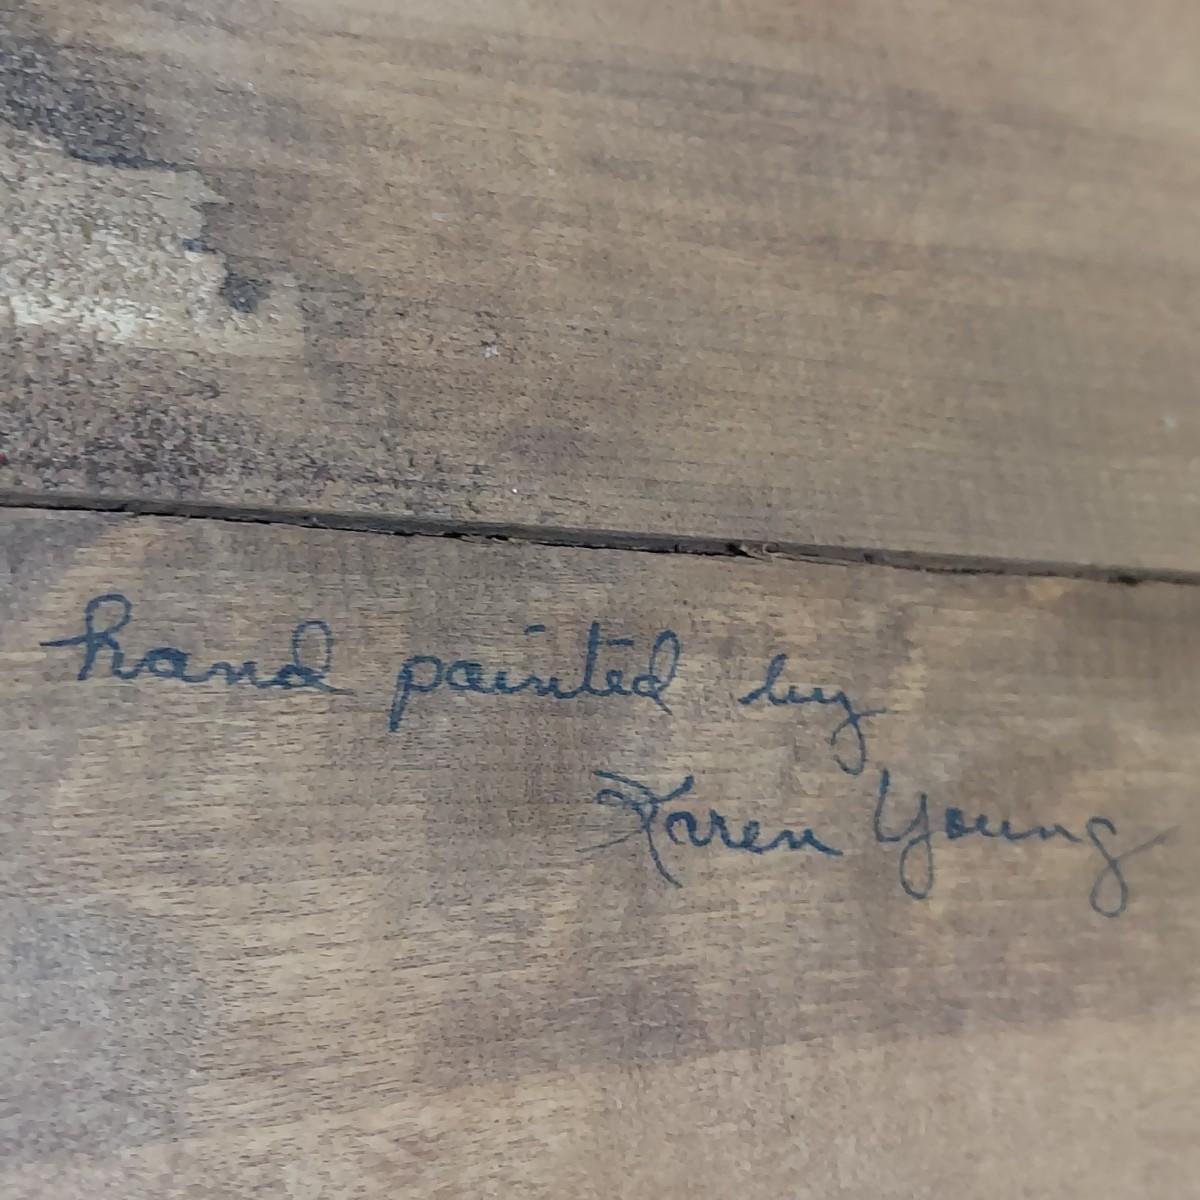 hand painted by
Karen Young